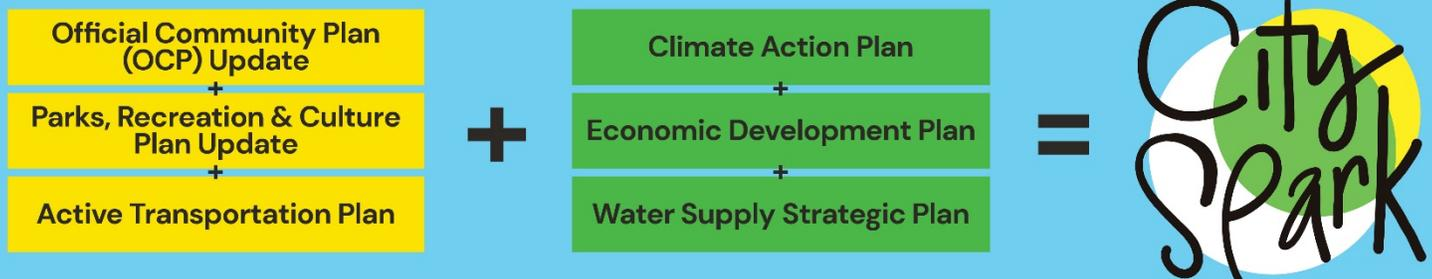 Official Community Plan
(OCP) Update
+
Parks, Recreation & Culture
Plan Update
+
Active Transportation Plan
+
Climate Action Plan
+
Economic Development Plan
+
Water Supply Strategic Plan
=
City
Spark